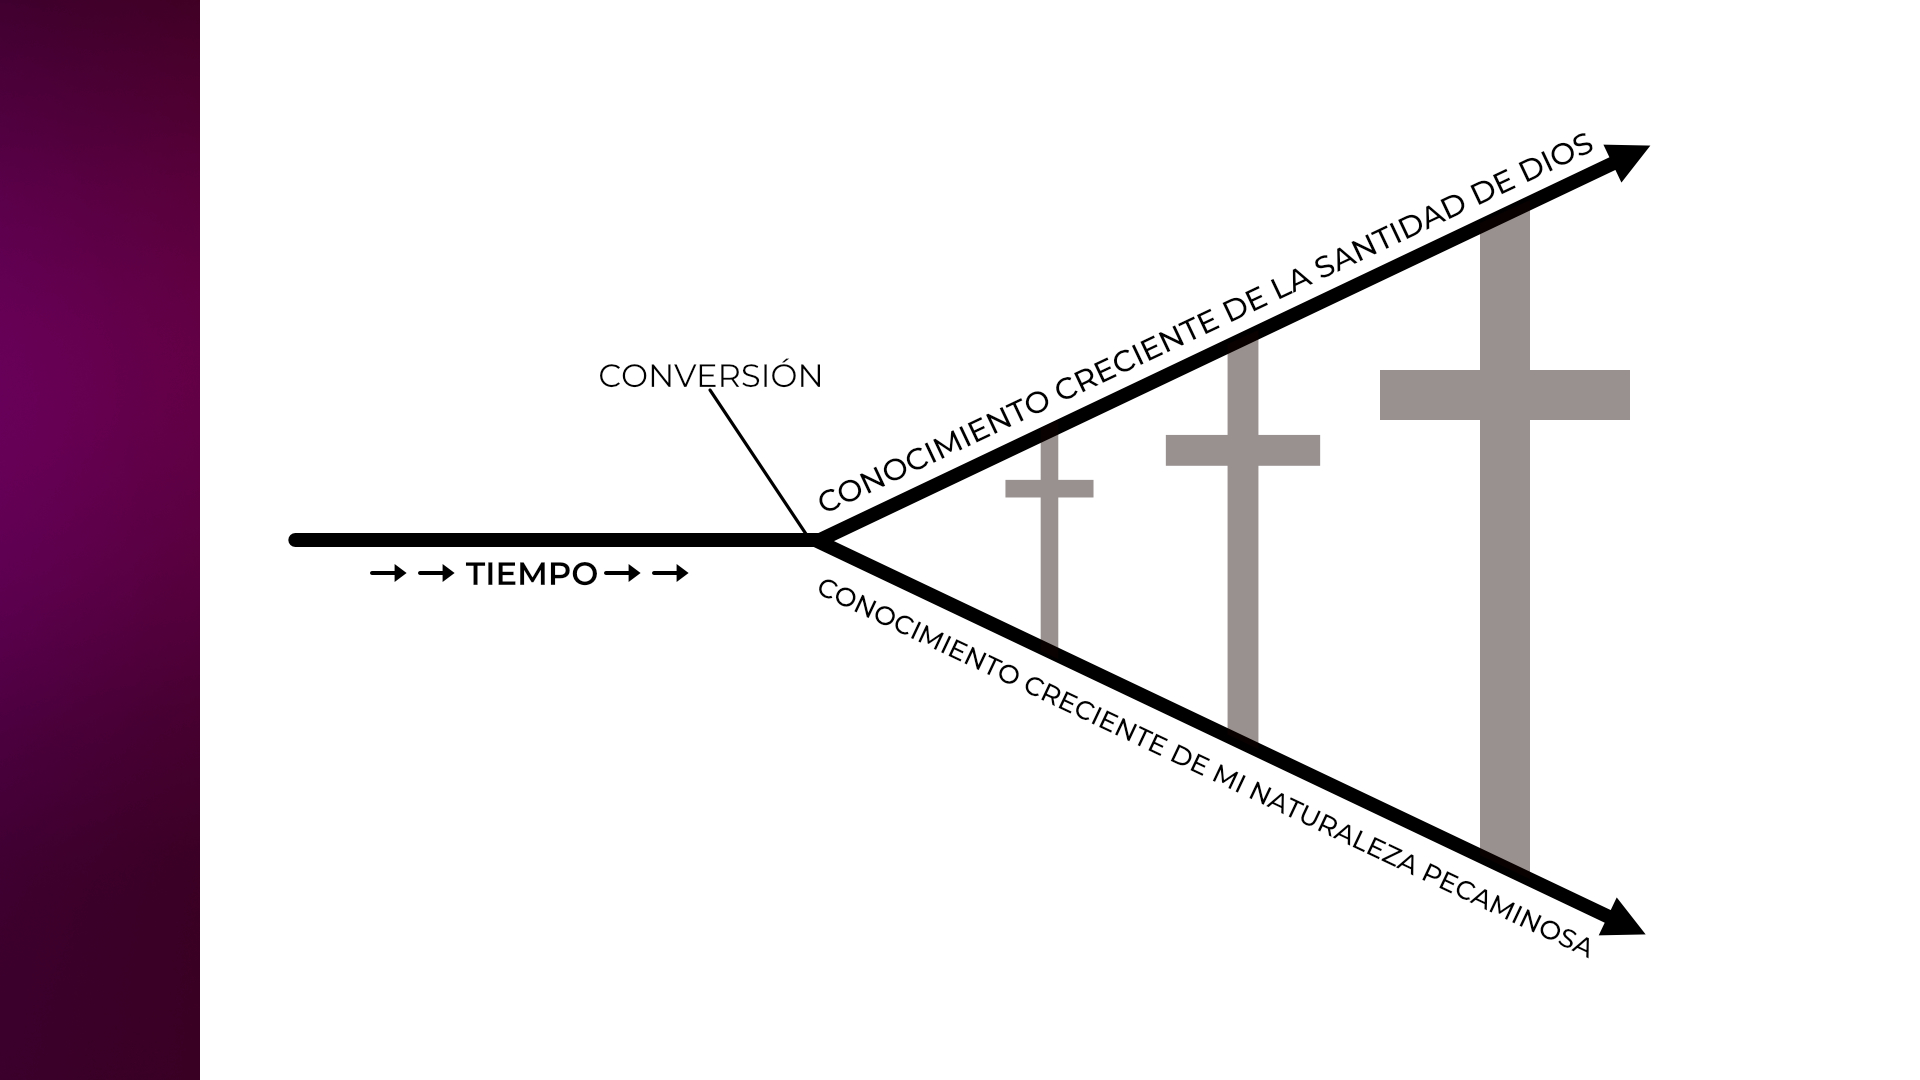 CONOCIMIENTO CRECIENTE DE LA SANTIDAD DE DIOS
CONVERSIÓN
TIEMPO
CONOCIMIENTO CRECIENTE DE MI NATURALEZA PECAMINOSA